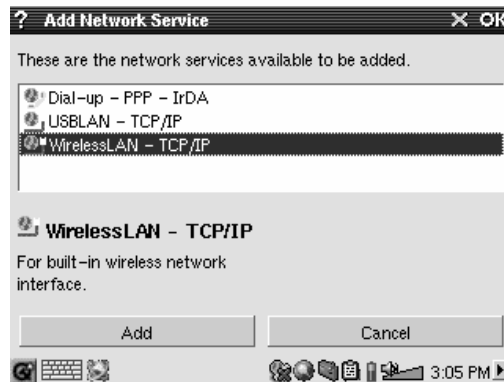 ? Add Network Service X OK
These are the network services available to be added.
Dial-up - PPP - IrDA
USBLAN - TCP/IP
WirelessLAN - TCP/IP
WirelessLAN - TCP/IP
For built-in wireless network
interface.
Add Cancel
3:05 PM